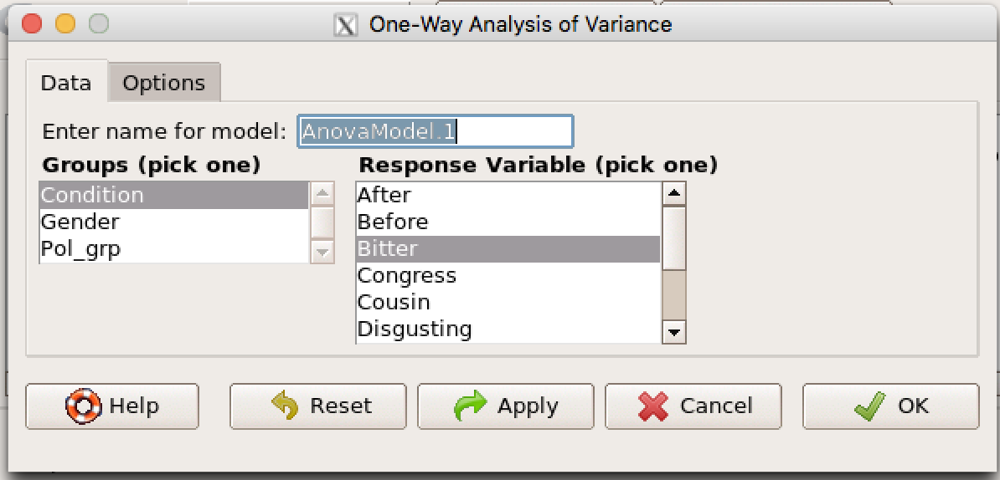 One-Way Analysis of Variance
Data Options
Enter name for model: AnovaModel.1
Groups (pick one) Response Variable (pick one)
Condition After
Gender Before
Pol_grp Bitter
Congress
Cousin
Disgusting
Help Reset Apply Cancel OK